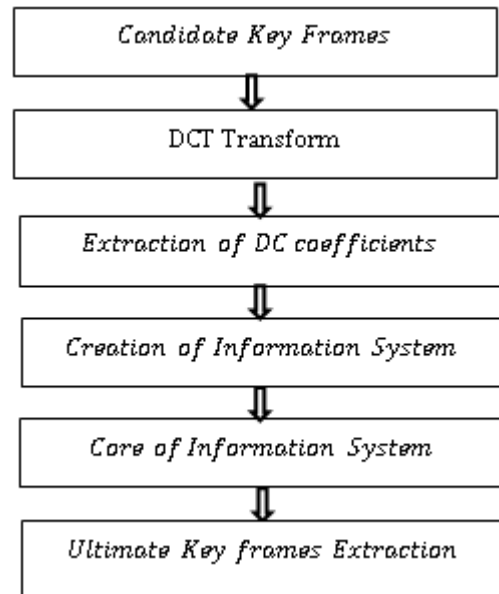 Candidate Key Frames
DCT Transform
Extraction of DC coefficients
Creation of Information System
Core of Information System
Ultimate Key frames Extraction